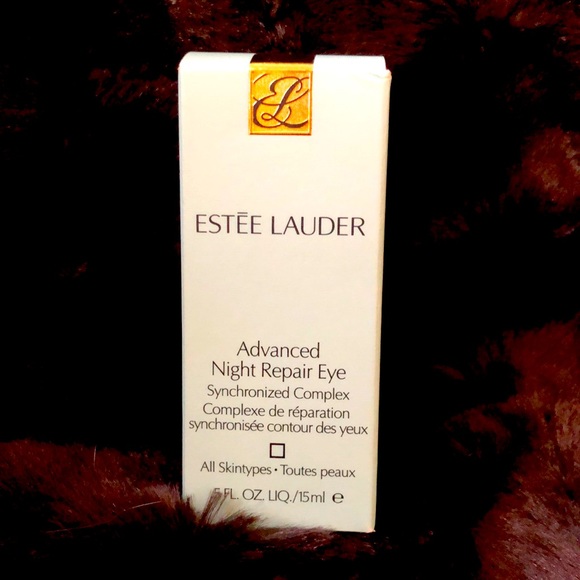 EL
ESTĒE LAUDER
Advanced
Night Repair Eye
Synchronized Complex
Complexe de réparation
synchronisée contour des yeux
All Skintypes • Toutes peaux
.5 FL. OZ. LIQ./15ml e